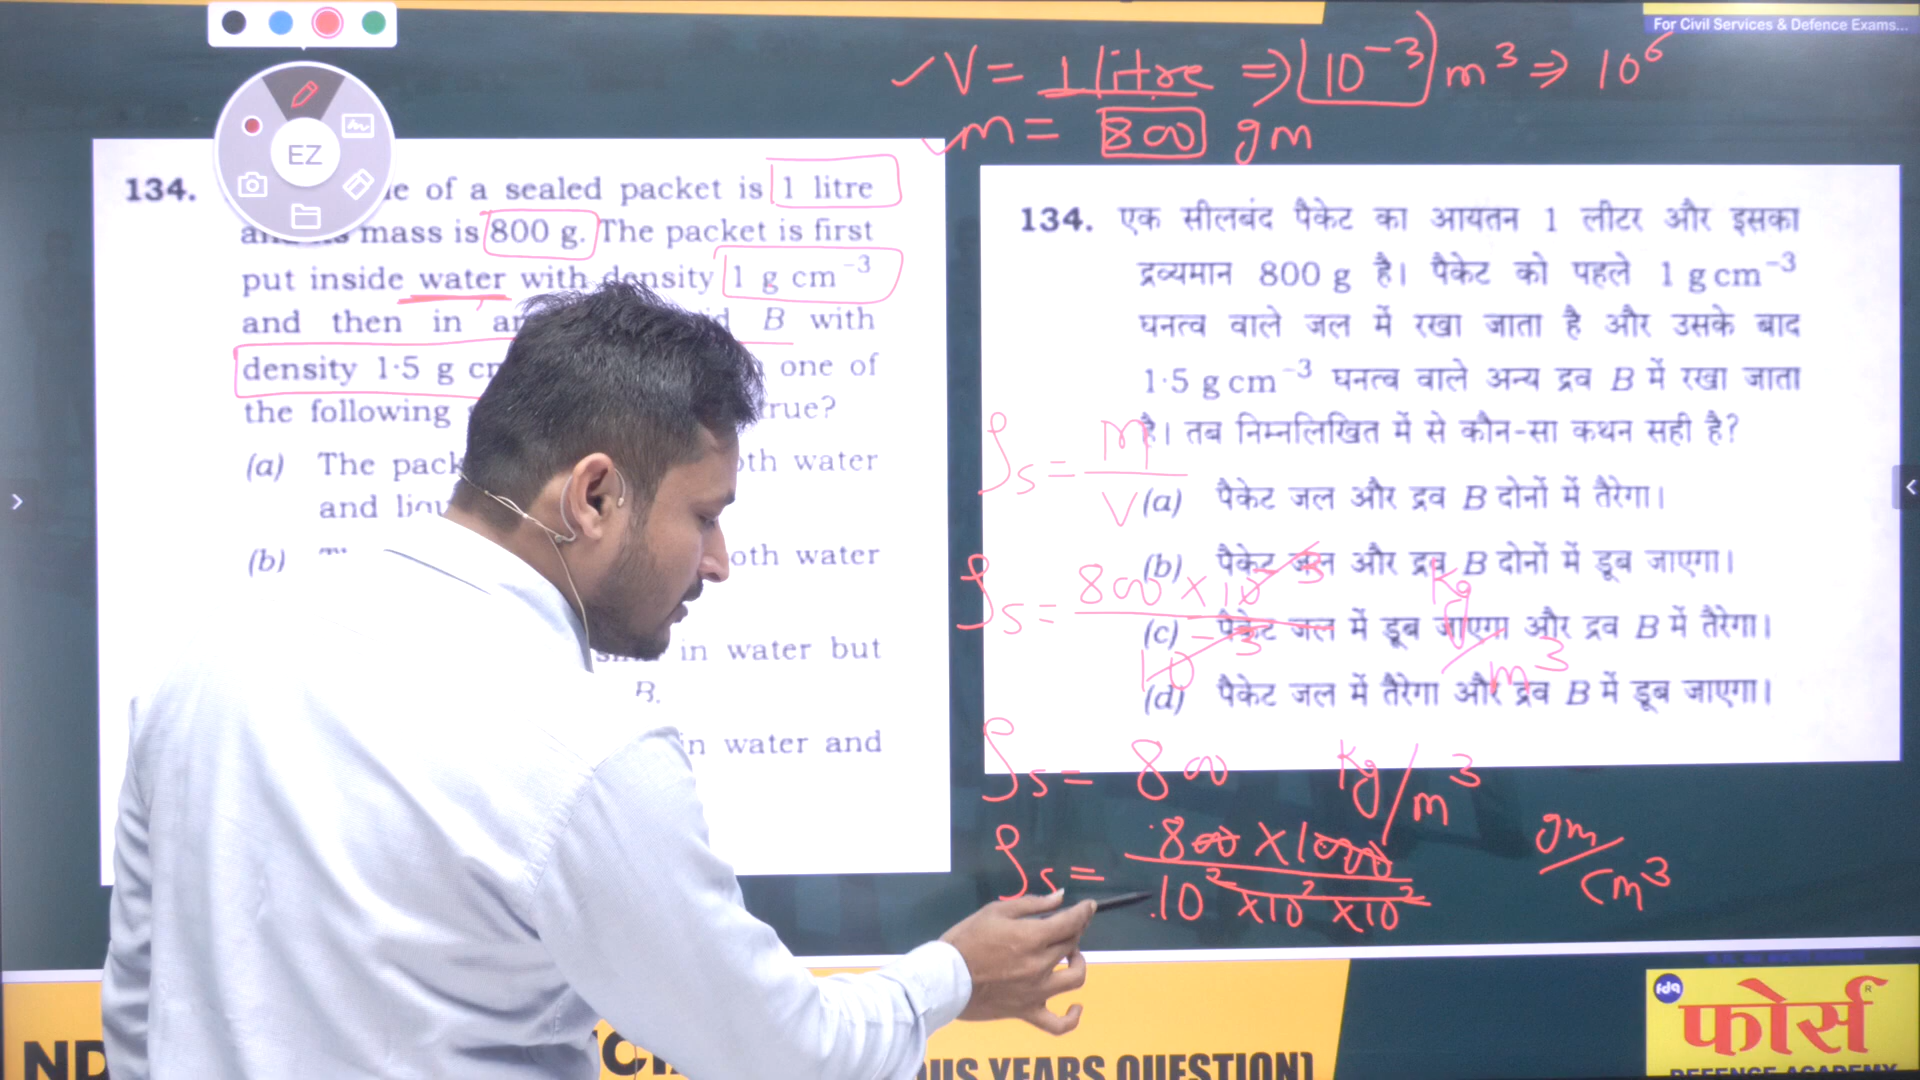 For Civil Services & Defence Exams...
V = 1 litre ⇒ (10⁻³) m³ ⇒ 10⁶
m = 800 gm
EZ
134. of a sealed packet is 1 litre
mass is 800 g. The packet is first
put inside water with density 1 g cm⁻³
and then in B with
density 1·5 g one of
the following
(a) The both water
and
(b) both water
in water but
B.
in water and
134. एक सीलबंद पैकेट का आयतन 1 लीटर और इसका
द्रव्यमान 800 g है। पैकेट को पहले 1 g cm⁻³
घनत्व वाले जल में रखा जाता है और उसके बाद
1·5 g cm⁻³ घनत्व वाले अन्य द्रव B में रखा जाता
है। तब निम्नलिखित में से कौन-सा कथन सही है?
(a) पैकेट जल और द्रव B दोनों में तैरेगा।
(b) पैकेट जल और द्रव B दोनों में डूब जाएगा।
(c) पैकेट जल में डूब जाएगा और द्रव B में तैरेगा।
(d) पैकेट जल में तैरेगा और द्रव B में डूब जाएगा।
ρs = m / V
ρs = 800 × 10⁻³ / 10⁻³ kg / m³
ρs = 800 kg/m³
ρs = 800 × 1000 / 10² × 10² × 10² gm / cm³
fdq
फोर्स
DEFENCE ACADEMY
YEARS QUESTION]